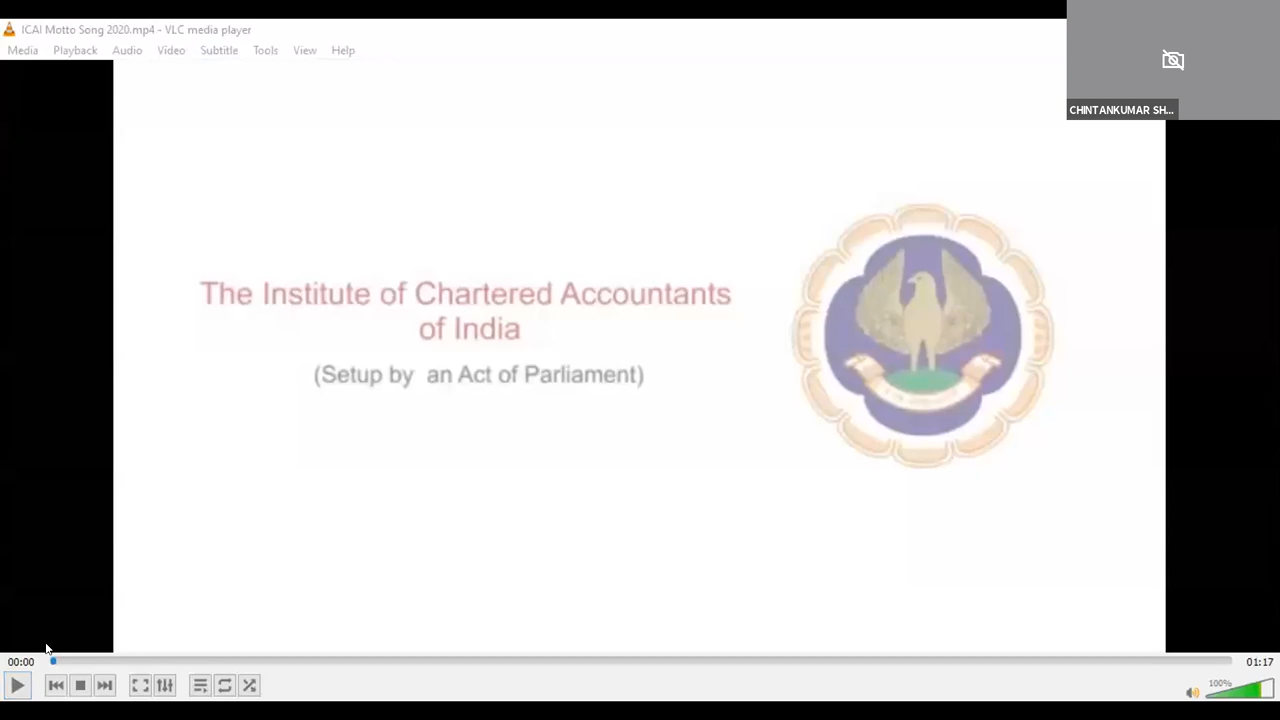 ICAI Motto Song 2020.mp4 - VLC media player
Media Playback Audio Video Subtitle Tools View Help
CHINTANKUMAR SH...
The Institute of Chartered Accountants
of India
(Setup by an Act of Parliament)
00:00
01:17
100%